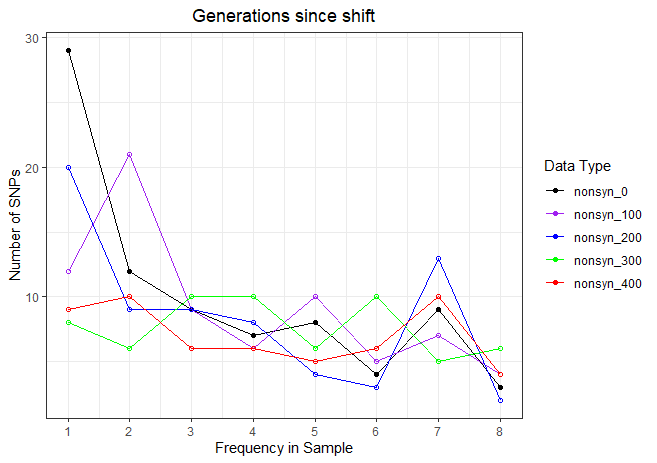 Generations since shift
30
20
10
Number of SNPs
1 2 3 4 5 6 7 8
Frequency in Sample
Data Type
nonsyn_0
nonsyn_100
nonsyn_200
nonsyn_300
nonsyn_400